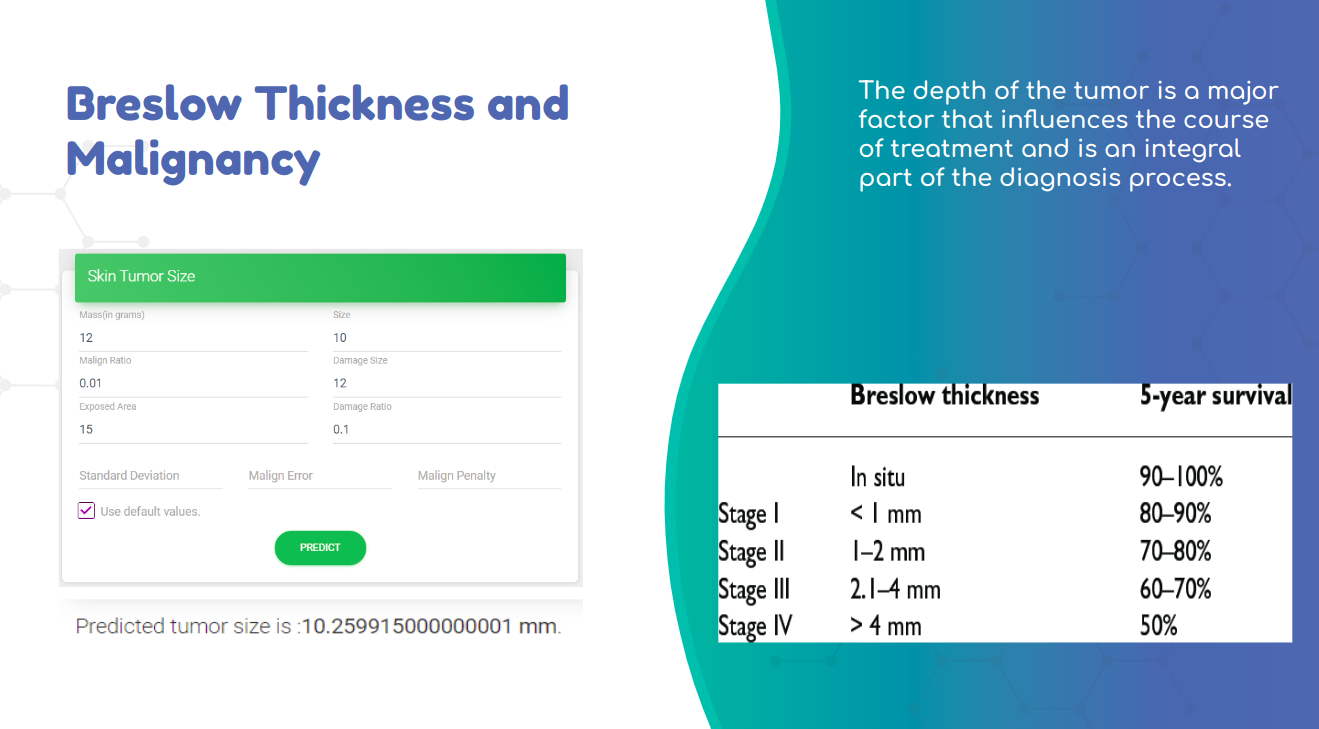 Breslow Thickness and
Malignancy
Skin Tumor Size
Mass(in grams) Size
12 10
Malign Ratio Damage Size
0.01 12
Exposed Area Damage Ratio
15 0.1
Standard Deviation Malign Error Malign Penalty
Use default values.
PREDICT
Predicted tumor size is :10.259915000000001 mm.
The depth of the tumor is a major
factor that influences the course
of treatment and is an integral
part of the diagnosis process.
Breslow thickness 5-year survival
In situ 90–100%
Stage I < 1 mm 80–90%
Stage II 1–2 mm 70–80%
Stage III 2.1–4 mm 60–70%
Stage IV > 4 mm 50%